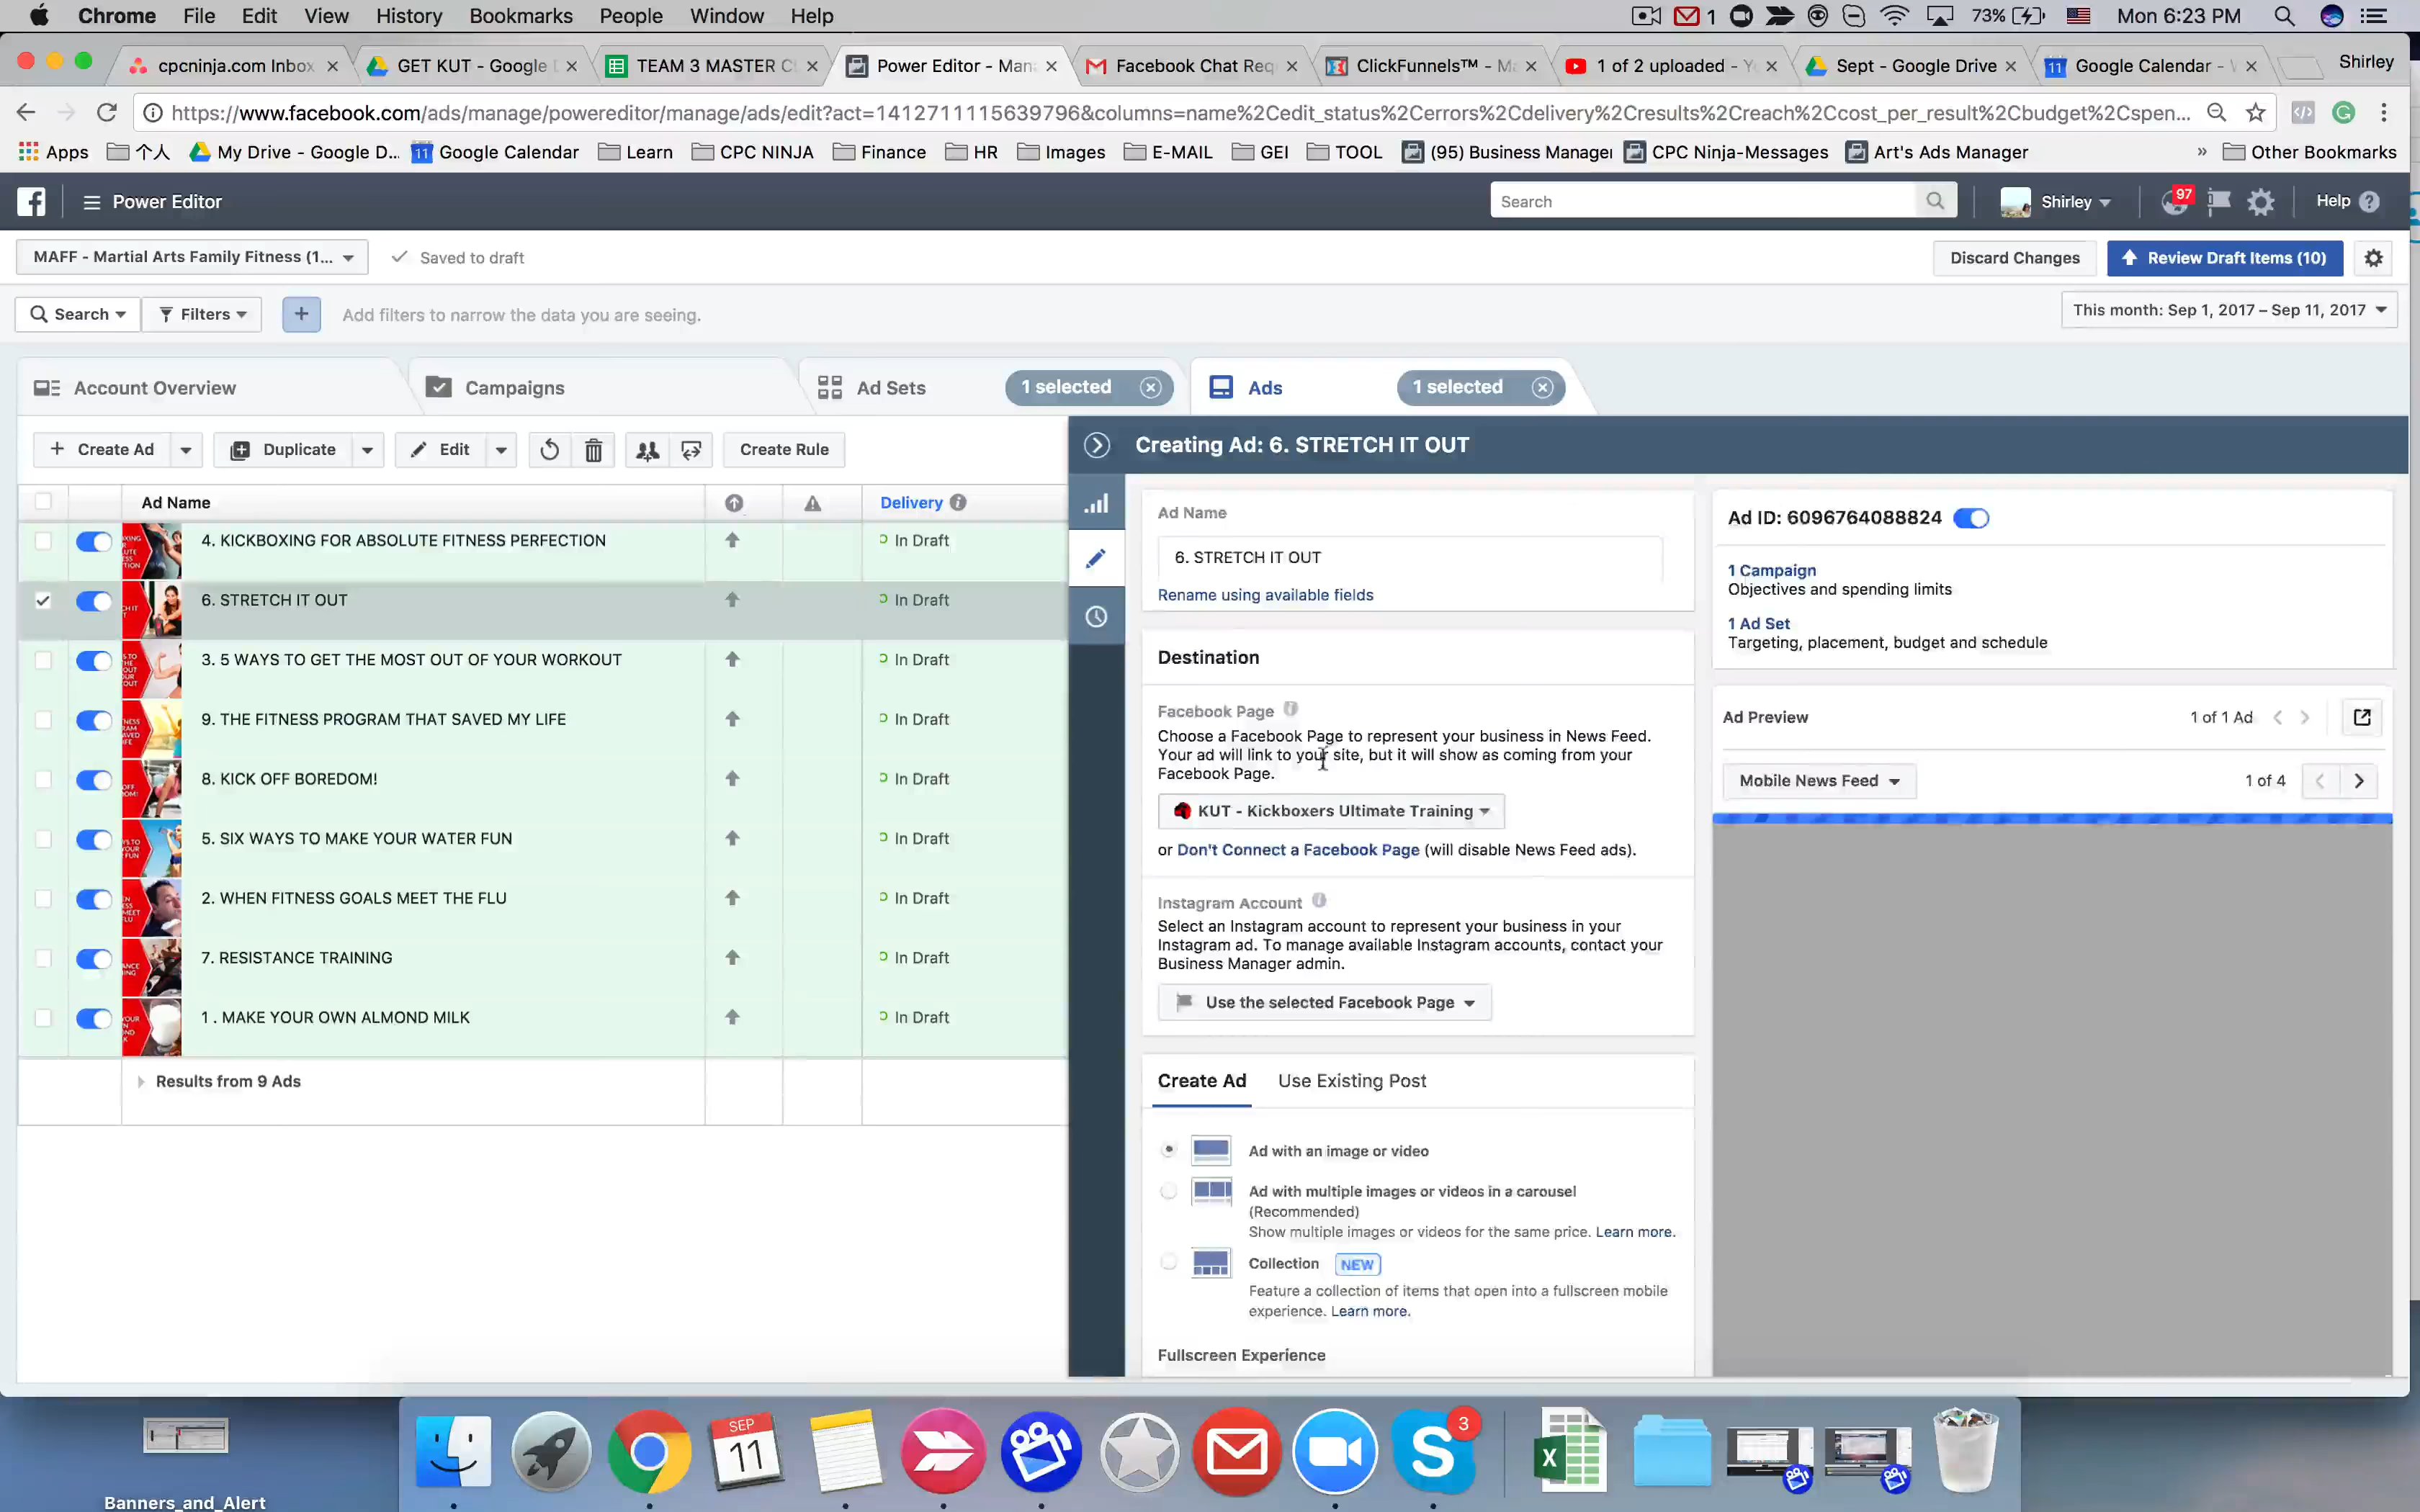 Chrome File Edit View History Bookmarks People Window Help
1 73% Mon 6:23 PM
cpcninja.com Inbox
GET KUT - Google
TEAM 3 MASTER C
Power Editor - Man
Facebook Chat Req
ClickFunnels™ - M
1 of 2 uploaded - Y
Sept - Google Drive
11 Google Calendar -
Shirley
https://www.facebook.com/ads/manage/powereditor/manage/ads/edit?act=1412711115639796&columns=name%2Cedit_status%2Cerrors%2Cdelivery%2Cresults%2Creach%2Ccost_per_result%2Cbudget%2Cspen...
Apps 个人 My Drive - Google D... 11 Google Calendar Learn CPC NINJA Finance HR Images E-MAIL GEI TOOL (95) Business Manager CPC Ninja-Messages Art's Ads Manager » Other Bookmarks
Power Editor
Search
Shirley
97
Help
MAFF - Martial Arts Family Fitness (1...
Saved to draft
Discard Changes
Review Draft Items (10)
Search
Filters
Add filters to narrow the data you are seeing.
This month: Sep 1, 2017 – Sep 11, 2017
Account Overview
Campaigns
Ad Sets 1 selected
Ads 1 selected
Create Ad
Duplicate
Edit
Create Rule
Ad Name
Delivery
4. KICKBOXING FOR ABSOLUTE FITNESS PERFECTION In Draft
6. STRETCH IT OUT In Draft
3. 5 WAYS TO GET THE MOST OUT OF YOUR WORKOUT In Draft
9. THE FITNESS PROGRAM THAT SAVED MY LIFE In Draft
8. KICK OFF BOREDOM! In Draft
5. SIX WAYS TO MAKE YOUR WATER FUN In Draft
2. WHEN FITNESS GOALS MEET THE FLU In Draft
7. RESISTANCE TRAINING In Draft
1 . MAKE YOUR OWN ALMOND MILK In Draft
Results from 9 Ads
Creating Ad: 6. STRETCH IT OUT
Ad Name
6. STRETCH IT OUT
Rename using available fields
Destination
Facebook Page
Choose a Facebook Page to represent your business in News Feed.
Your ad will link to your site, but it will show as coming from your
Facebook Page.
KUT - Kickboxers Ultimate Training
or Don't Connect a Facebook Page (will disable News Feed ads).
Instagram Account
Select an Instagram account to represent your business in your
Instagram ad. To manage available Instagram accounts, contact your
Business Manager admin.
Use the selected Facebook Page
Create Ad Use Existing Post
Ad with an image or video
Ad with multiple images or videos in a carousel
(Recommended)
Show multiple images or videos for the same price. Learn more.
Collection NEW
Feature a collection of items that open into a fullscreen mobile
experience. Learn more.
Fullscreen Experience
Ad ID: 6096764088824
1 Campaign
Objectives and spending limits
1 Ad Set
Targeting, placement, budget and schedule
Ad Preview
1 of 1 Ad
Mobile News Feed
1 of 4
SEP
11
3
Banners_and_Alert